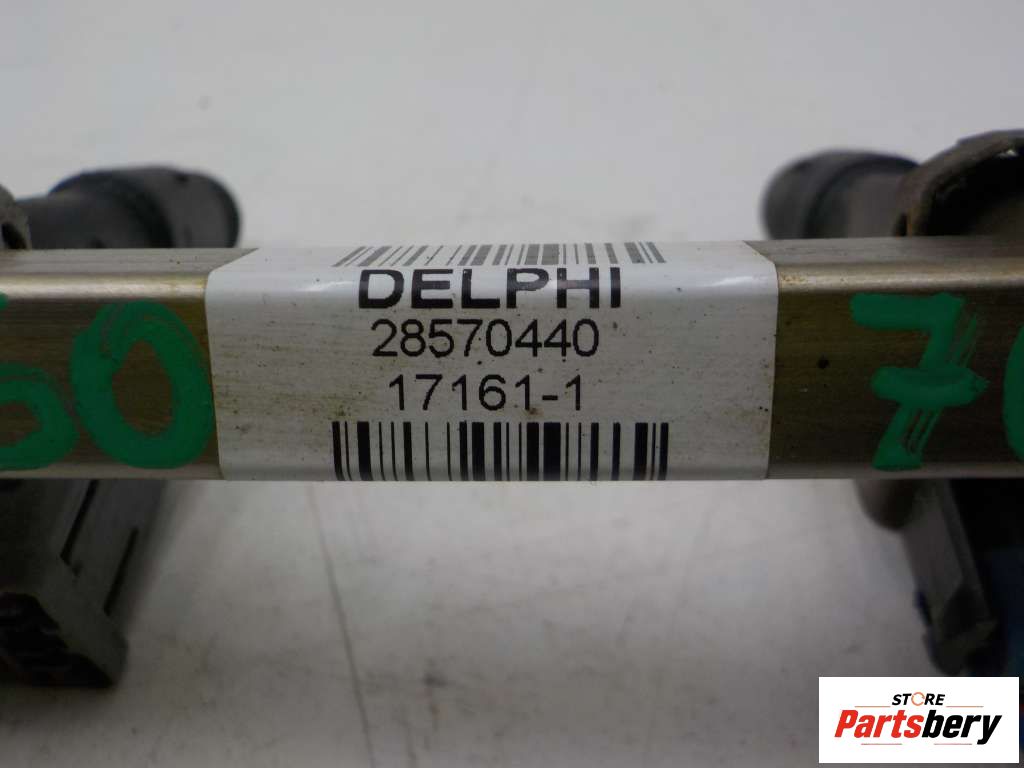 DELPHI
28570440
17161-1
STORE
Partsbery